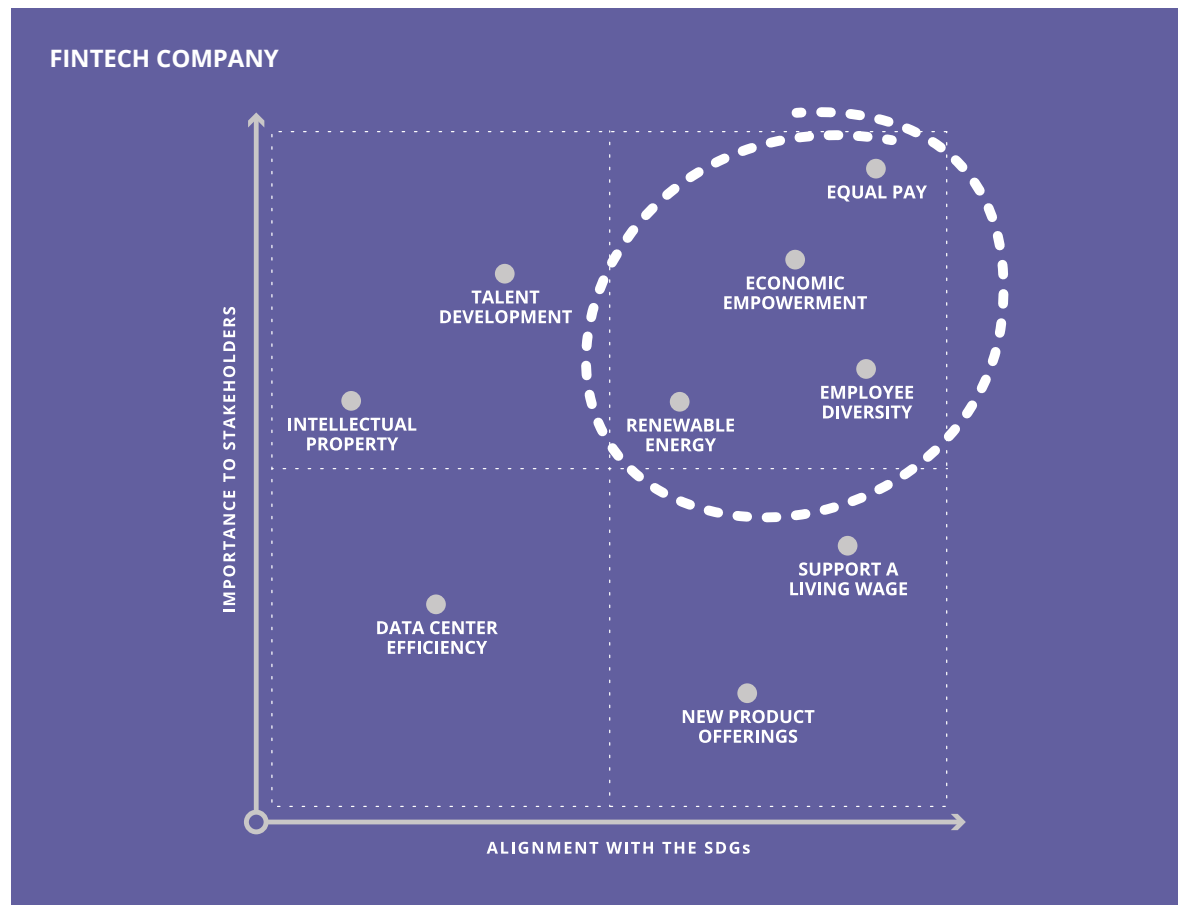 FINTECH COMPANY
EQUAL PAY
ECONOMIC
EMPOWERMENT
TALENT
DEVELOPMENT
EMPLOYEE
DIVERSITY
INTELLECTUAL
PROPERTY
RENEWABLE
ENERGY
IMPORTANCE TO STAKEHOLDERS
SUPPORT A
LIVING WAGE
DATA CENTER
EFFICIENCY
NEW PRODUCT
OFFERINGS
ALIGNMENT WITH THE SDGs